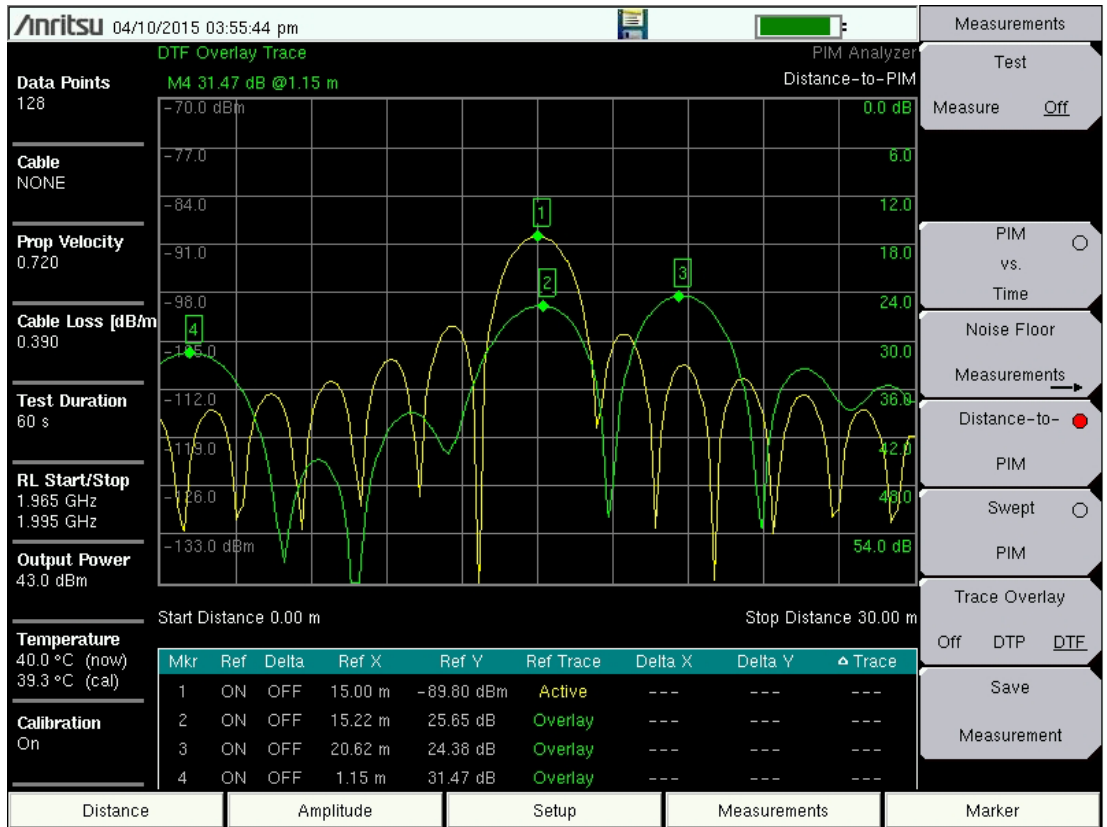 Anritsu 04/10/2015 03:55:44 pm
Measurements
DTF Overlay Trace
PIM Analyzer
M4 31.47 dB @1.15 m
Distance-to-PIM
Data Points
128
Cable
NONE
Prop Velocity
0.720
Cable Loss [dB/m
0.390
Test Duration
60 s
RL Start/Stop
1.965 GHz
1.995 GHz
Output Power
43.0 dBm
Temperature
40.0 °C (now)
39.3 °C (cal)
Calibration
On
-70.0 dBm
-77.0
-84.0
-91.0
-98.0
-105.0
-112.0
-119.0
-126.0
-133.0 dBm
0.0 dB
6.0
12.0
18.0
24.0
30.0
36.0
42.0
48.0
54.0 dB
1
2
3
4
Start Distance 0.00 m
Stop Distance 30.00 m
Mkr Ref Delta Ref X Ref Y Ref Trace Delta X Delta Y Δ Trace
1 ON OFF 15.00 m -89.80 dBm Active --- --- ---
2 ON OFF 15.22 m 25.65 dB Overlay --- --- ---
3 ON OFF 20.62 m 24.38 dB Overlay --- --- ---
4 ON OFF 1.15 m 31.47 dB Overlay --- --- ---
Test
Measure Off
PIM
vs.
Time
Noise Floor
Measurements
Distance-to-
PIM
Swept
PIM
Trace Overlay
Off DTP DTF
Save
Measurement
Distance
Amplitude
Setup
Measurements
Marker